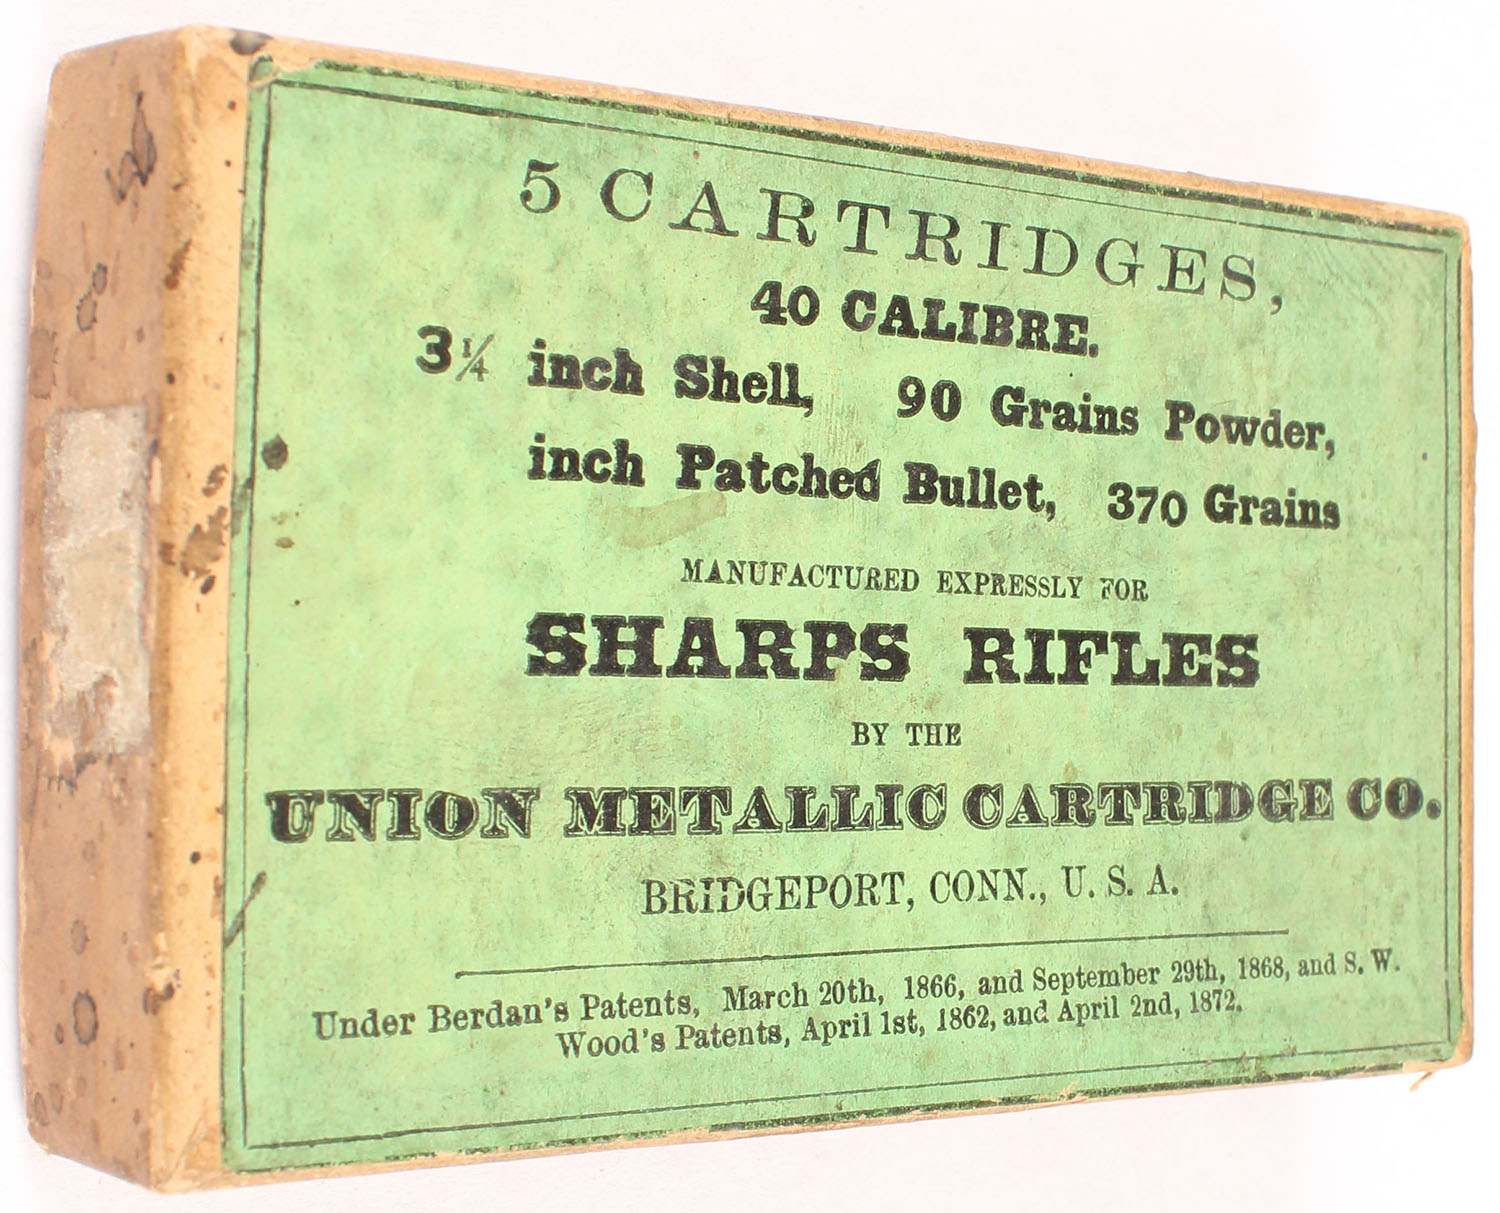 5 CARTRIDGES,
40 CALIBRE.
3 1/4 inch Shell, 90 Grains Powder,
inch Patched Bullet, 370 Grains
MANUFACTURED EXPRESSLY FOR
SHARPS RIFLES
BY THE
UNION METALLIC CARTRIDGE CO.
BRIDGEPORT, CONN., U. S. A.
Under Berdan's Patents, March 20th, 1866, and September 29th, 1868, and S. W.
Wood's Patents, April 1st, 1862, and April 2nd, 1872.